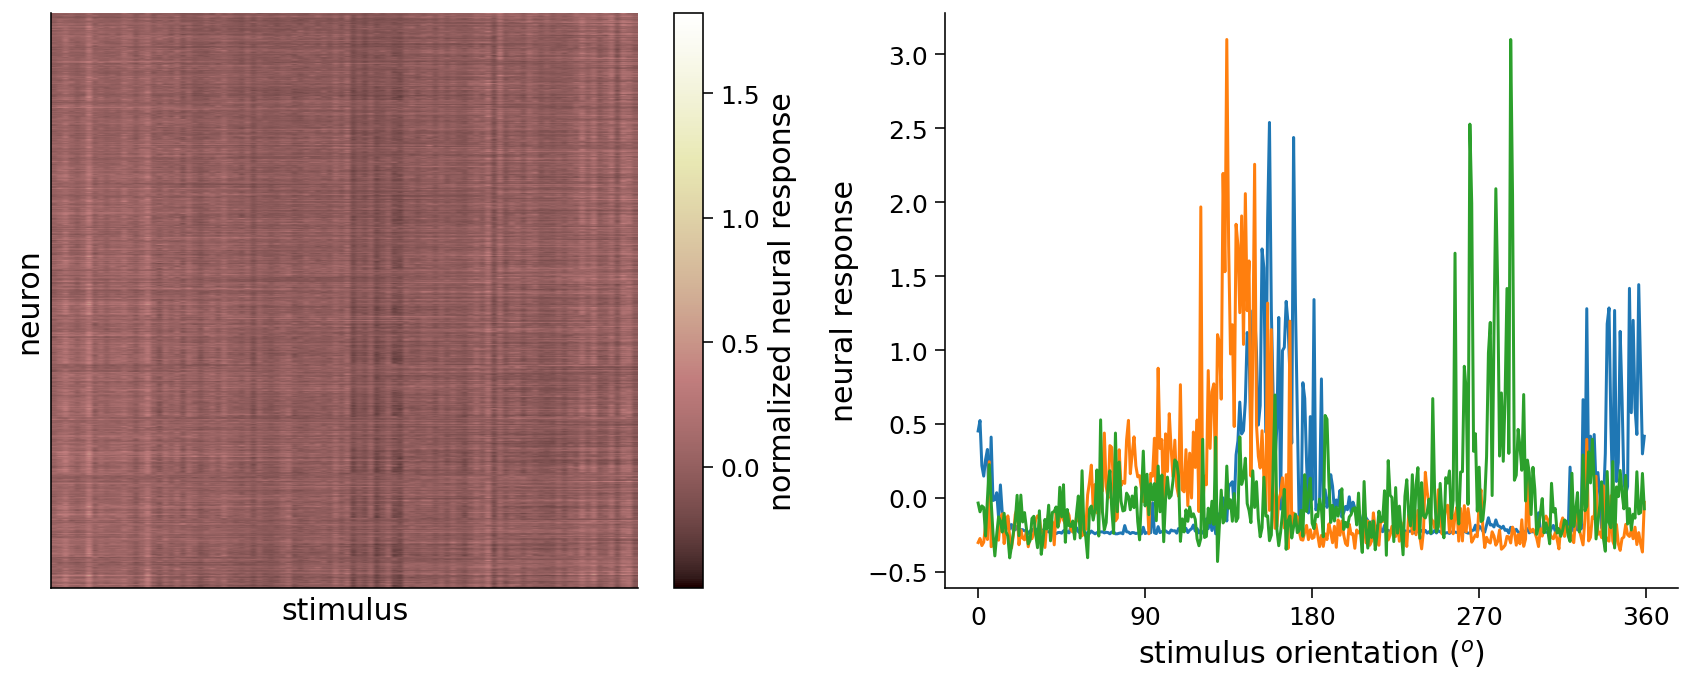 neuron
stimulus
1.5
1.0
0.5
0.0
normalized neural response
neural response
3.0
2.5
2.0
1.5
1.0
0.5
0.0
−0.5
0 90 180 270 360
stimulus orientation (º)